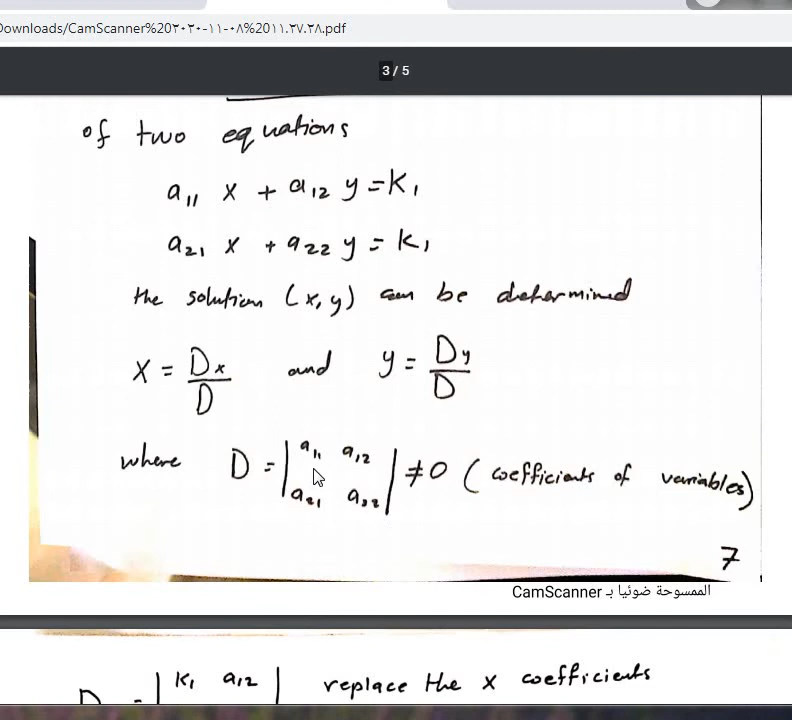 Downloads/CamScanner%20٢٠٢٠-١١-٠٨%20١١.٢٧.٢٨.pdf
3 / 5
of two equations
a₁₁ x + a₁₂ y = k₁
a₂₁ x + a₂₂ y = k₁
the solution (x, y) can be determined
x = Dx/D and y = Dy/D
where D = | a₁₁ a₁₂ | ≠ 0 ( coefficients of variables)
a₂₁ a₂₂
7
الممسوحة ضوئيا بـ CamScanner
D = | k₁ a₁₂ | replace the x coefficients